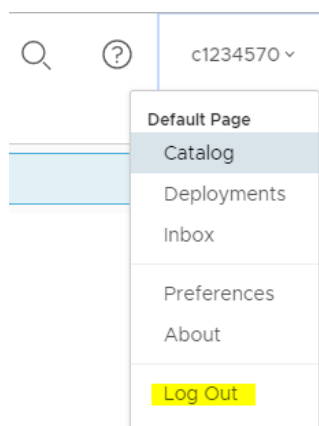 c1234570
Default Page
Catalog
Deployments
Inbox
Preferences
About
Log Out